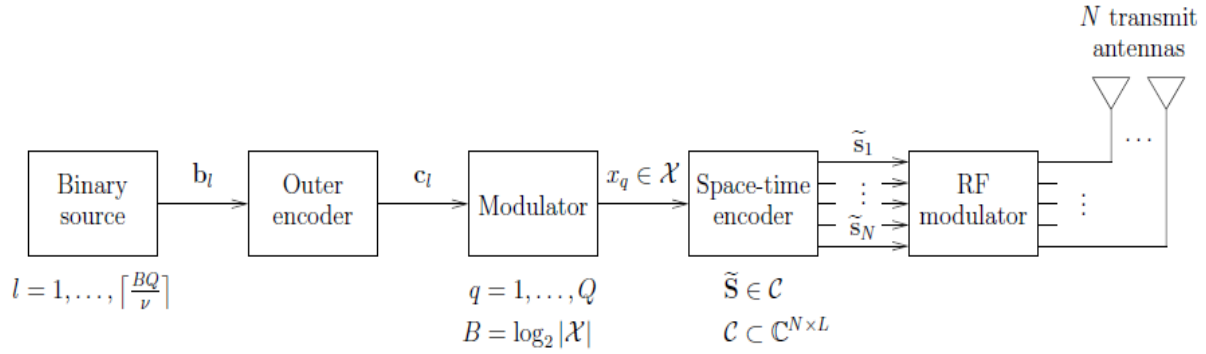 N transmit
antennas
Binary
source
b_l
Outer
encoder
c_l
Modulator
x_q ∈ 𝒳
Space-time
encoder
s̃_1
⋮
s̃_N
RF
modulator
⋯
⋮
l = 1, . . . , ⌈BQ/ν⌉
q = 1, . . . , Q
B = log_2 |𝒳|
S̃ ∈ 𝒞
𝒞 ⊂ ℂ^{N×L}